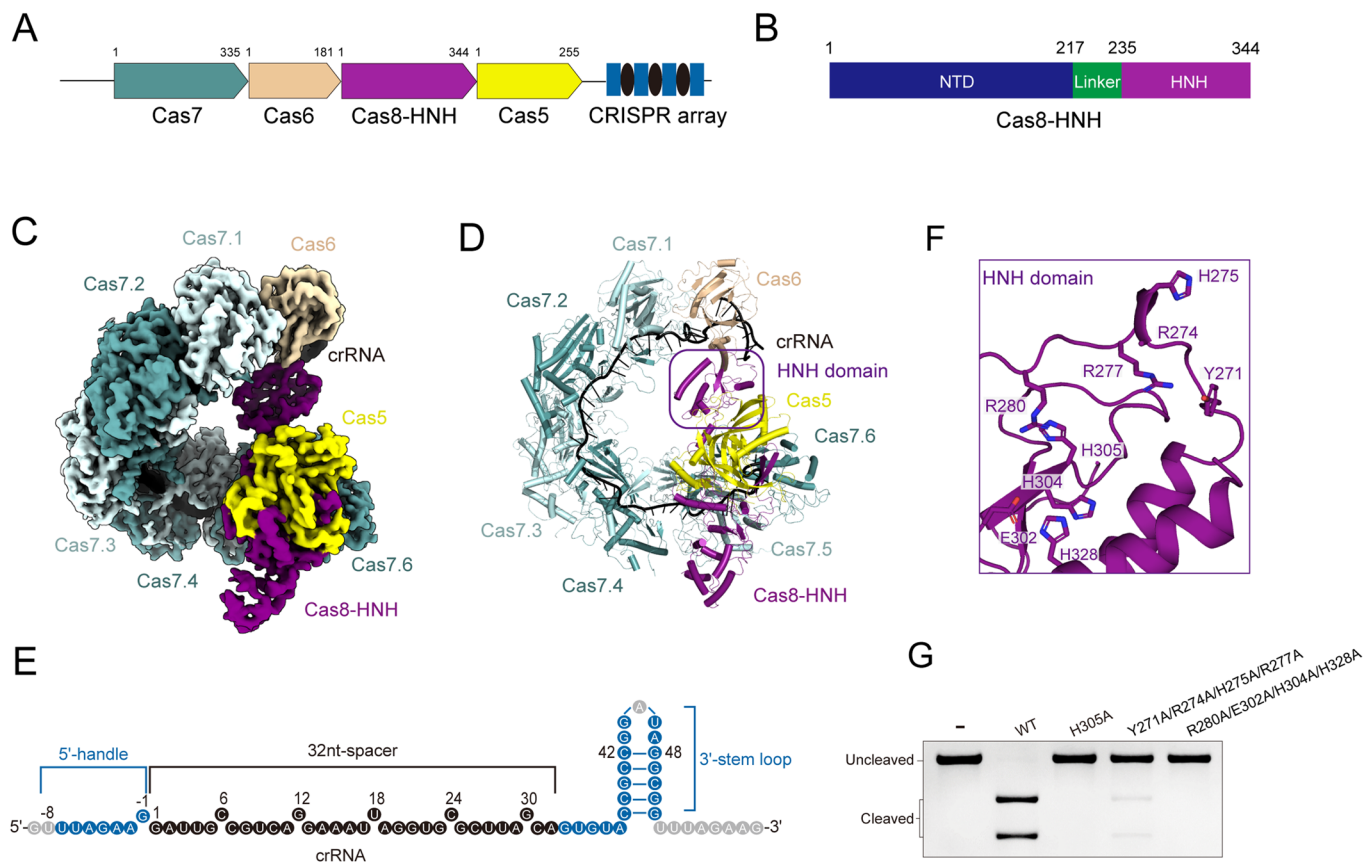 A
1 335 1 181 1 344 1 255
Cas7 Cas6 Cas8-HNH Cas5 CRISPR array
B
1 217 235 344
NTD Linker HNH
Cas8-HNH
C
Cas7.1
Cas6
Cas7.2
crRNA
Cas5
Cas7.3
Cas7.4
Cas7.6
Cas8-HNH
D
Cas7.1
Cas6
Cas7.2
crRNA
HNH domain
Cas5
Cas7.6
Cas7.3
Cas7.5
Cas7.4
Cas8-HNH
F
HNH domain
H275
R274
R277
Y271
R280
H305
H304
E302
H328
E
5'-handle
32nt-spacer
42 48
3'-stem loop
-8 -1 1 6 12 18 24 30
5'-GUUUAGAAGGAUUGCCGUCAGGAAAUUAGGUGCGCUUAGCAGUGUACCGCCGGAUAGGCGGUUUAGAAG-3'
crRNA
G
-
WT
H305A
Y271A/R274A/H275A/R277A
R280A/E302A/H304A/H328A
Uncleaved
Cleaved